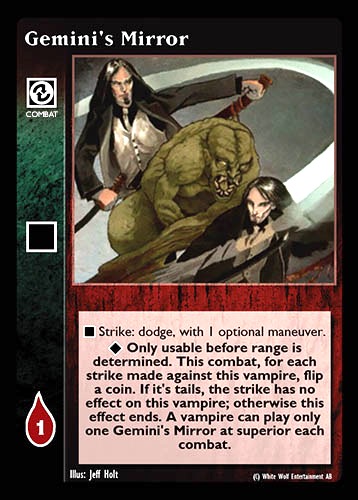 Gemini's Mirror
COMBAT
Strike: dodge, with 1 optional maneuver.
Only usable before range is
determined. This combat, for each
strike made against this vampire, flip
a coin. If it's tails, the strike has no
effect on this vampire; otherwise this
effect ends. A vampire can play only
one Gemini's Mirror at superior each
combat.
1
Illus: Jeff Holt
(C) White Wolf Entertainment AB